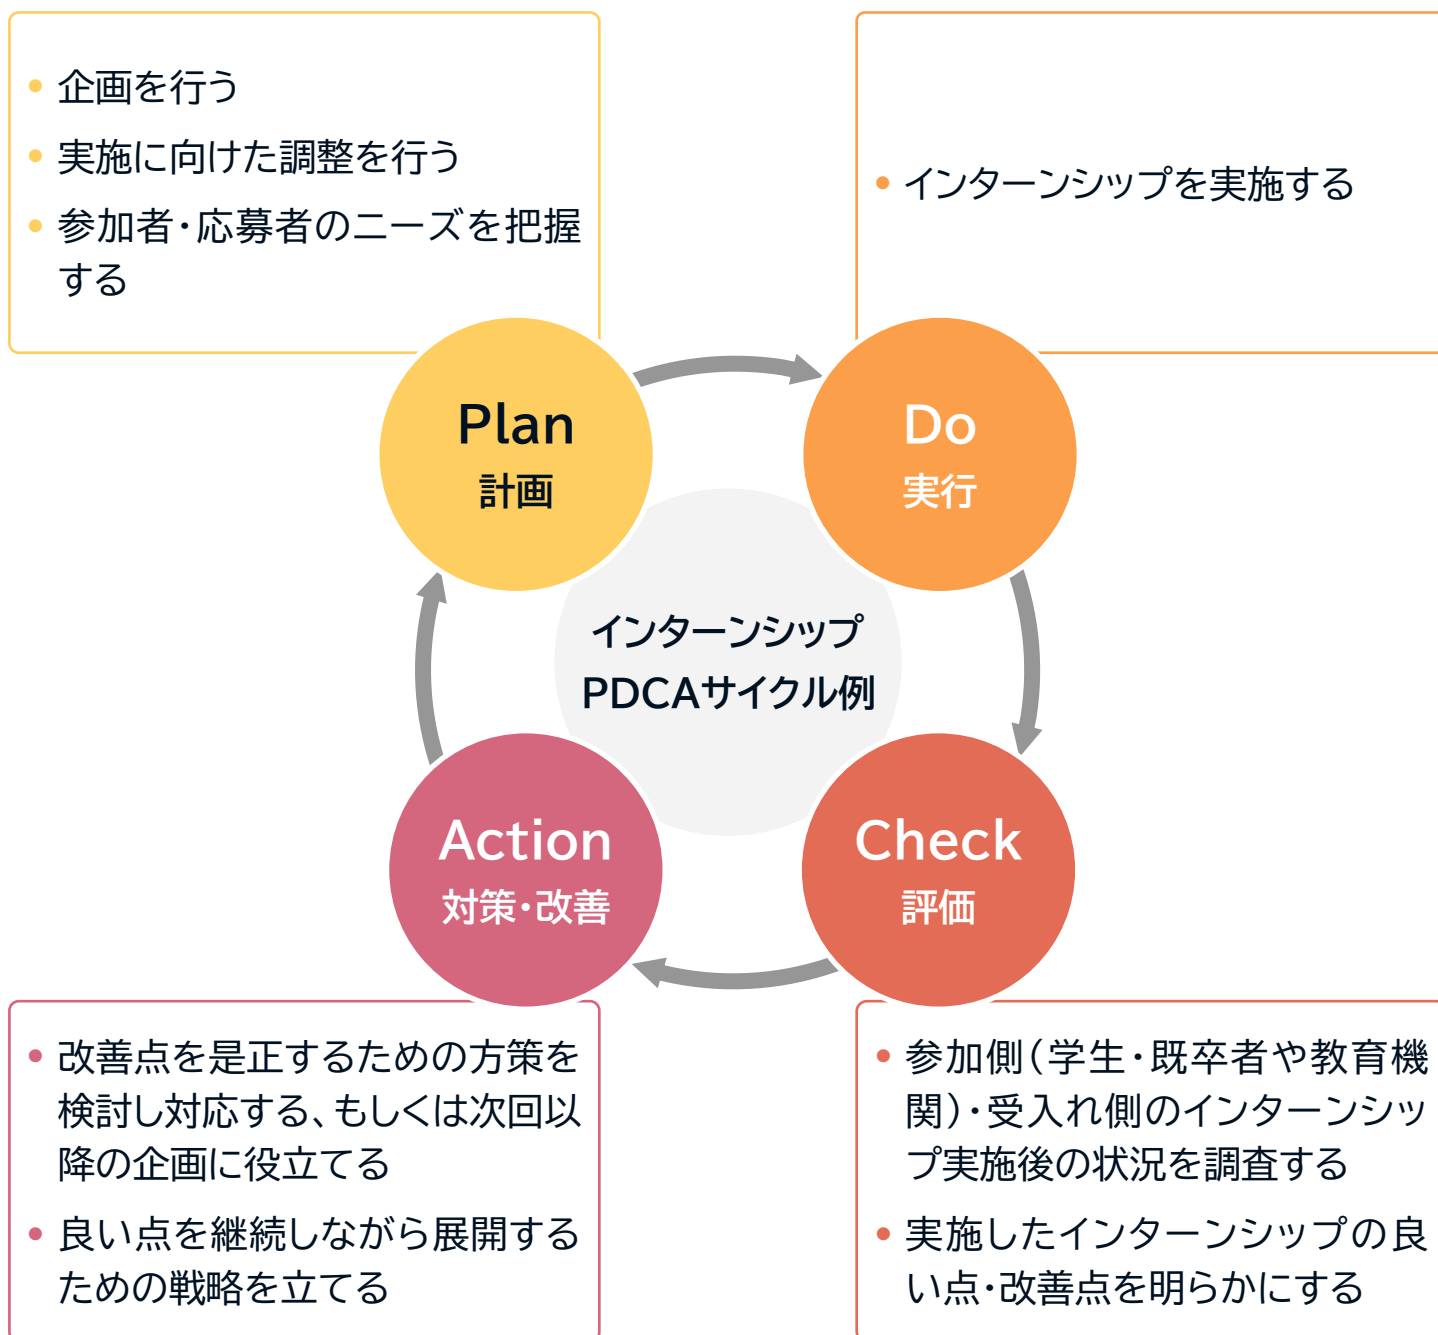 • 企画を行う
• 実施に向けた調整を行う
• 参加者・応募者のニーズを把握
する
• インターンシップを実施する
Plan
計画
Do
実行
インターンシップ
PDCAサイクル例
Action
対策・改善
Check
評価
• 改善点を是正するための方策を
検討し対応する、もしくは次回以
降の企画に役立てる
• 良い点を継続しながら展開する
ための戦略を立てる
• 参加側(学生・既卒者や教育機
関)・受入れ側のインターンシッ
プ実施後の状況を調査する
• 実施したインターンシップの良
い点・改善点を明らかにする